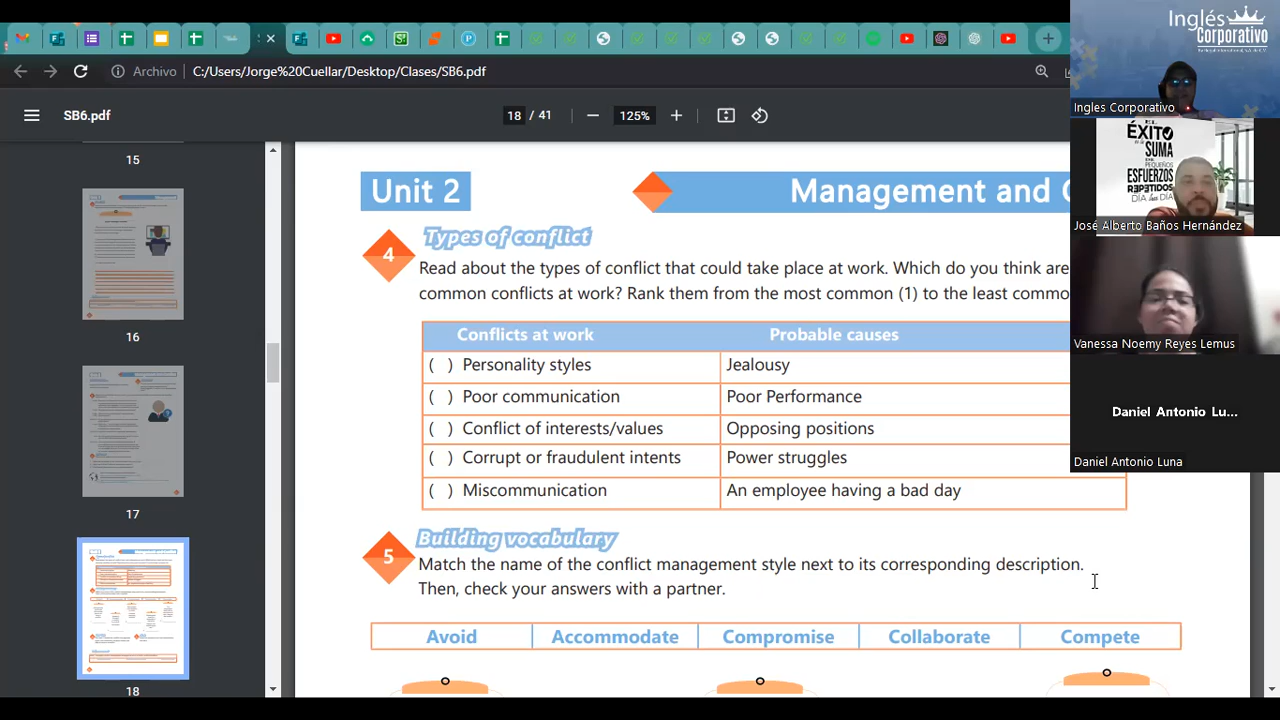 Archivo C:/Users/Jorge%20Cuellar/Desktop/Clases/SB6.pdf
SB6.pdf
18 / 41
125%
15
16
17
18
Unit 2
Management and C
4
Types of conflict
Read about the types of conflict that could take place at work. Which do you think are
common conflicts at work? Rank them from the most common (1) to the least commo
Conflicts at work Probable causes
( ) Personality styles Jealousy
( ) Poor communication Poor Performance
( ) Conflict of interests/values Opposing positions
( ) Corrupt or fraudulent intents Power struggles
( ) Miscommunication An employee having a bad day
5
Building vocabulary
Match the name of the conflict management style next to its corresponding description.
Then, check your answers with a partner.
Avoid Accommodate Compromise Collaborate Compete
Inglés
Corporativo
Ingles Corporativo
EL
ÉXITO
SUMA
PEQUEÑOS
ESFUERZOS
REPETIDOS
DÍA DÍA
José Alberto Baños Hernández
Vanessa Noemy Reyes Lemus
Daniel Antonio Lu...
Daniel Antonio Luna